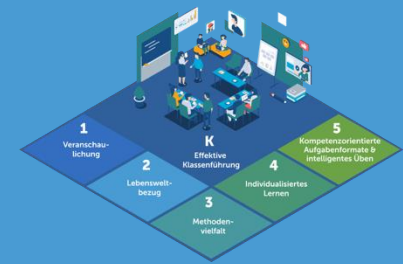 1
Veranschau-
lichung
2
Lebenswelt-
bezug
3
Methoden-
vielfalt
K
Effektive
Klassenführung
4
Individualisiertes
Lernen
5
Kompetenzorientierte
Aufgabenformate &
intelligentes Üben